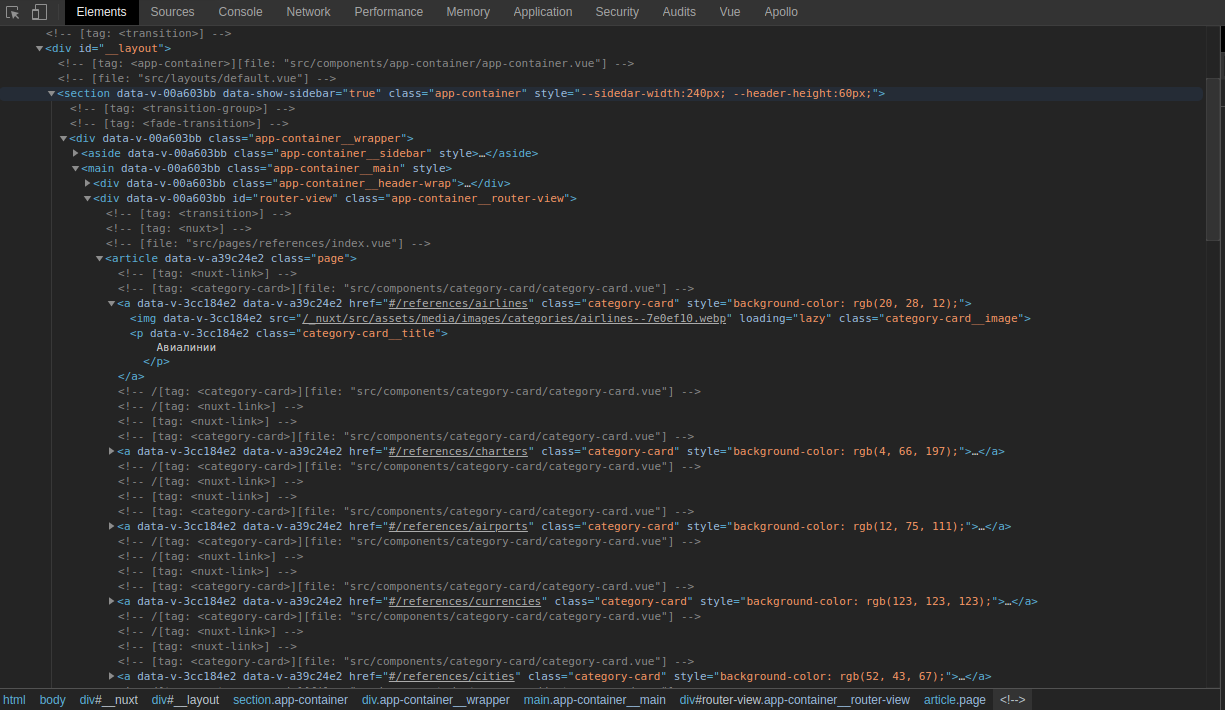 Elements Sources Console Network Performance Memory Application Security Audits Vue Apollo
<!-- [tag: <transition>] -->
<div id="__layout">
<!-- [tag: <app-container>][file: "src/components/app-container/app-container.vue"] -->
<!-- [file: "src/layouts/default.vue"] -->
<section data-v-00a603bb data-show-sidebar="true" class="app-container" style="--sidedar-width:240px; --header-height:60px;">
<!-- [tag: <transition-group>] -->
<!-- [tag: <fade-transition>] -->
<div data-v-00a603bb class="app-container__wrapper">
<aside data-v-00a603bb class="app-container__sidebar" style>…</aside>
<main data-v-00a603bb class="app-container__main" style>
<div data-v-00a603bb class="app-container__header-wrap">…</div>
<div data-v-00a603bb id="router-view" class="app-container__router-view">
<!-- [tag: <transition>] -->
<!-- [tag: <nuxt>] -->
<!-- [file: "src/pages/references/index.vue"] -->
<article data-v-a39c24e2 class="page">
<!-- [tag: <nuxt-link>] -->
<!-- [tag: <category-card>][file: "src/components/category-card/category-card.vue"] -->
<a data-v-3cc184e2 data-v-a39c24e2 href="#/references/airlines" class="category-card" style="background-color: rgb(20, 28, 12);">
<img data-v-3cc184e2 src="/_nuxt/src/assets/media/images/categories/airlines--7e0ef10.webp" loading="lazy" class="category-card__image">
<p data-v-3cc184e2 class="category-card__title">
Авиалинии
</p>
</a>
<!-- /[tag: <category-card>][file: "src/components/category-card/category-card.vue"] -->
<!-- /[tag: <nuxt-link>] -->
<!-- [tag: <nuxt-link>] -->
<!-- [tag: <category-card>][file: "src/components/category-card/category-card.vue"] -->
<a data-v-3cc184e2 data-v-a39c24e2 href="#/references/charters" class="category-card" style="background-color: rgb(4, 66, 197);">…</a>
<!-- /[tag: <category-card>][file: "src/components/category-card/category-card.vue"] -->
<!-- /[tag: <nuxt-link>] -->
<!-- [tag: <nuxt-link>] -->
<!-- [tag: <category-card>][file: "src/components/category-card/category-card.vue"] -->
<a data-v-3cc184e2 data-v-a39c24e2 href="#/references/airports" class="category-card" style="background-color: rgb(12, 75, 111);">…</a>
<!-- /[tag: <category-card>][file: "src/components/category-card/category-card.vue"] -->
<!-- /[tag: <nuxt-link>] -->
<!-- [tag: <nuxt-link>] -->
<!-- [tag: <category-card>][file: "src/components/category-card/category-card.vue"] -->
<a data-v-3cc184e2 data-v-a39c24e2 href="#/references/currencies" class="category-card" style="background-color: rgb(123, 123, 123);">…</a>
<!-- /[tag: <category-card>][file: "src/components/category-card/category-card.vue"] -->
<!-- /[tag: <nuxt-link>] -->
<!-- [tag: <nuxt-link>] -->
<!-- [tag: <category-card>][file: "src/components/category-card/category-card.vue"] -->
<a data-v-3cc184e2 data-v-a39c24e2 href="#/references/cities" class="category-card" style="background-color: rgb(52, 43, 67);">…</a>
html body div#__nuxt div#__layout section.app-container div.app-container__wrapper main.app-container__main div#router-view.app-container__router-view article.page <!-->